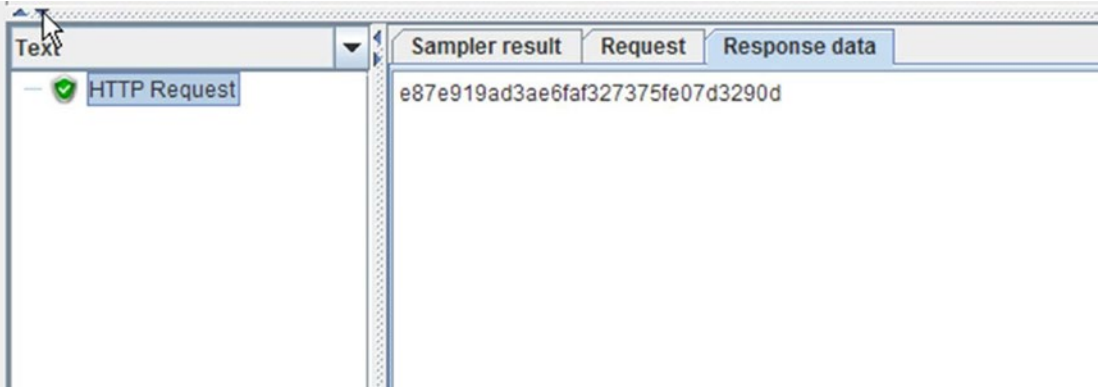 Text
Sampler result
Request
Response data
HTTP Request
e87e919ad3ae6faf327375fe07d3290d